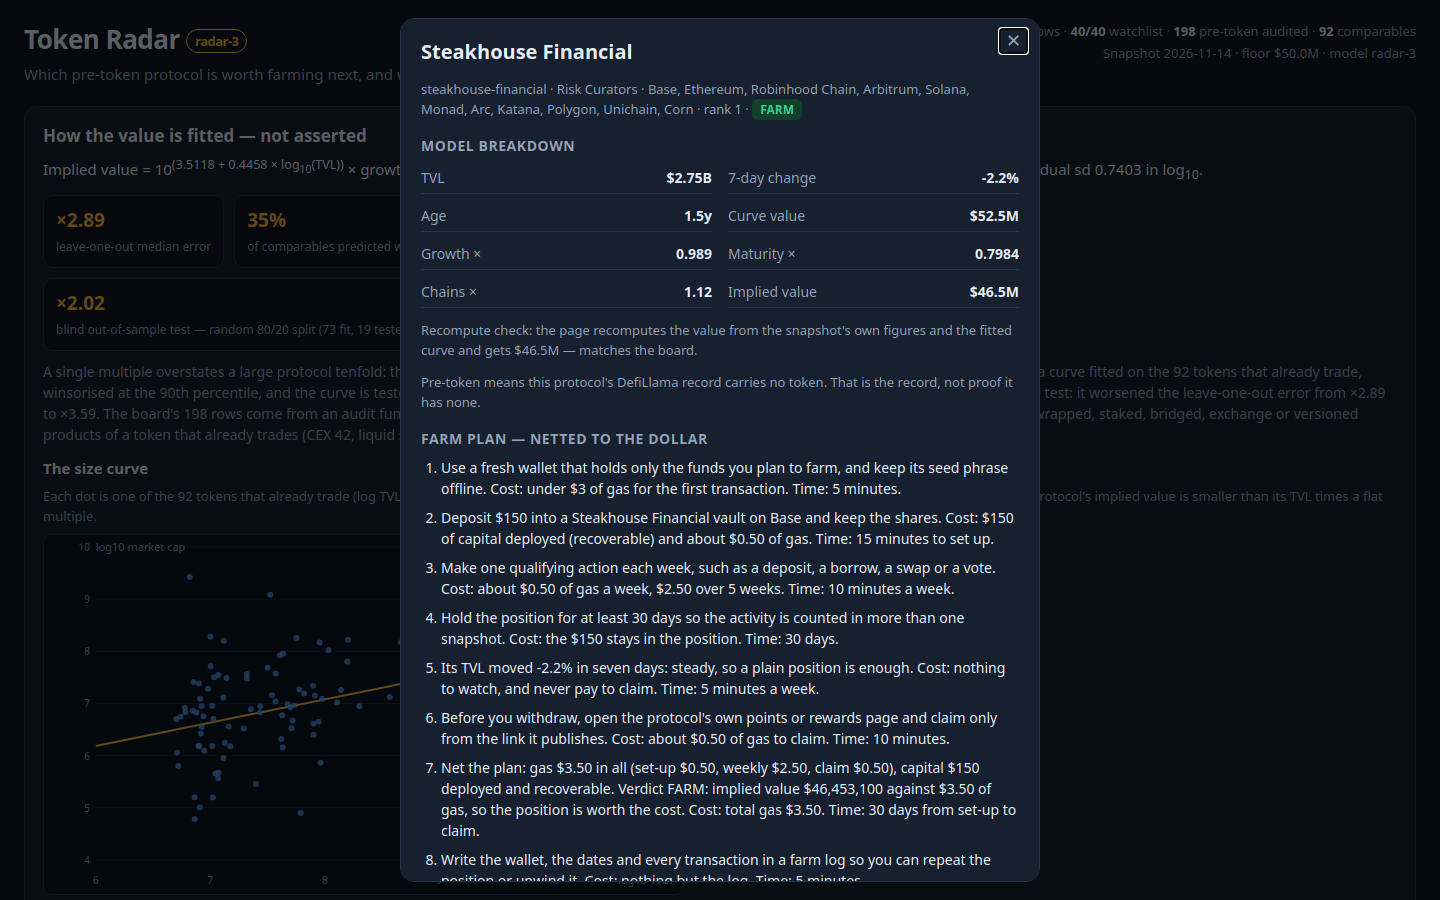 Token Radar radar-3
Which pre-token protocol is worth farming next, and w
ows · 40/40 watchlist · 198 pre-token audited · 92 comparables
Snapshot 2026-11-14 · floor $50.0M · model radar-3
How the value is fitted — not asserted
Implied value = 10(3.5118 + 0.4458 × log10(TVL)) × growt
dual sd 0.7403 in log10.
×2.89
leave-one-out median error
35%
of comparables predicted w
×2.02
blind out-of-sample test — random 80/20 split (73 fit, 19 teste
A single multiple overstates a large protocol tenfold: th
a curve fitted on the 92 tokens that already trade,
winsorised at the 90th percentile, and the curve is teste
test: it worsened the leave-one-out error from ×2.89
to ×3.59. The board's 198 rows come from an audit fun
wrapped, staked, bridged, exchange or versioned
products of a token that already trades (CEX 42, liquid s
The size curve
Each dot is one of the 92 tokens that already trade (log TVL
rotocol's implied value is smaller than its TVL times a flat
multiple.
10 log10 market cap
9
8
7
6
5
4
6 7 8
Steakhouse Financial
×
steakhouse-financial · Risk Curators · Base, Ethereum, Robinhood Chain, Arbitrum, Solana,
Monad, Arc, Katana, Polygon, Unichain, Corn · rank 1 · FARM
MODEL BREAKDOWN
TVL $2.75B 7-day change -2.2%
Age 1.5y Curve value $52.5M
Growth × 0.989 Maturity × 0.7984
Chains × 1.12 Implied value $46.5M
Recompute check: the page recomputes the value from the snapshot's own figures and the fitted
curve and gets $46.5M — matches the board.
Pre-token means this protocol's DefiLlama record carries no token. That is the record, not proof it
has none.
FARM PLAN — NETTED TO THE DOLLAR
1. Use a fresh wallet that holds only the funds you plan to farm, and keep its seed phrase
offline. Cost: under $3 of gas for the first transaction. Time: 5 minutes.
2. Deposit $150 into a Steakhouse Financial vault on Base and keep the shares. Cost: $150
of capital deployed (recoverable) and about $0.50 of gas. Time: 15 minutes to set up.
3. Make one qualifying action each week, such as a deposit, a borrow, a swap or a vote.
Cost: about $0.50 of gas a week, $2.50 over 5 weeks. Time: 10 minutes a week.
4. Hold the position for at least 30 days so the activity is counted in more than one
snapshot. Cost: the $150 stays in the position. Time: 30 days.
5. Its TVL moved -2.2% in seven days: steady, so a plain position is enough. Cost: nothing
to watch, and never pay to claim. Time: 5 minutes a week.
6. Before you withdraw, open the protocol's own points or rewards page and claim only
from the link it publishes. Cost: about $0.50 of gas to claim. Time: 10 minutes.
7. Net the plan: gas $3.50 in all (set-up $0.50, weekly $2.50, claim $0.50), capital $150
deployed and recoverable. Verdict FARM: implied value $46,453,100 against $3.50 of
gas, so the position is worth the cost. Cost: total gas $3.50. Time: 30 days from set-up to
claim.
8. Write the wallet, the dates and every transaction in a farm log so you can repeat the
position or unwind it. Cost: nothing but the log. Time: 5 minutes.